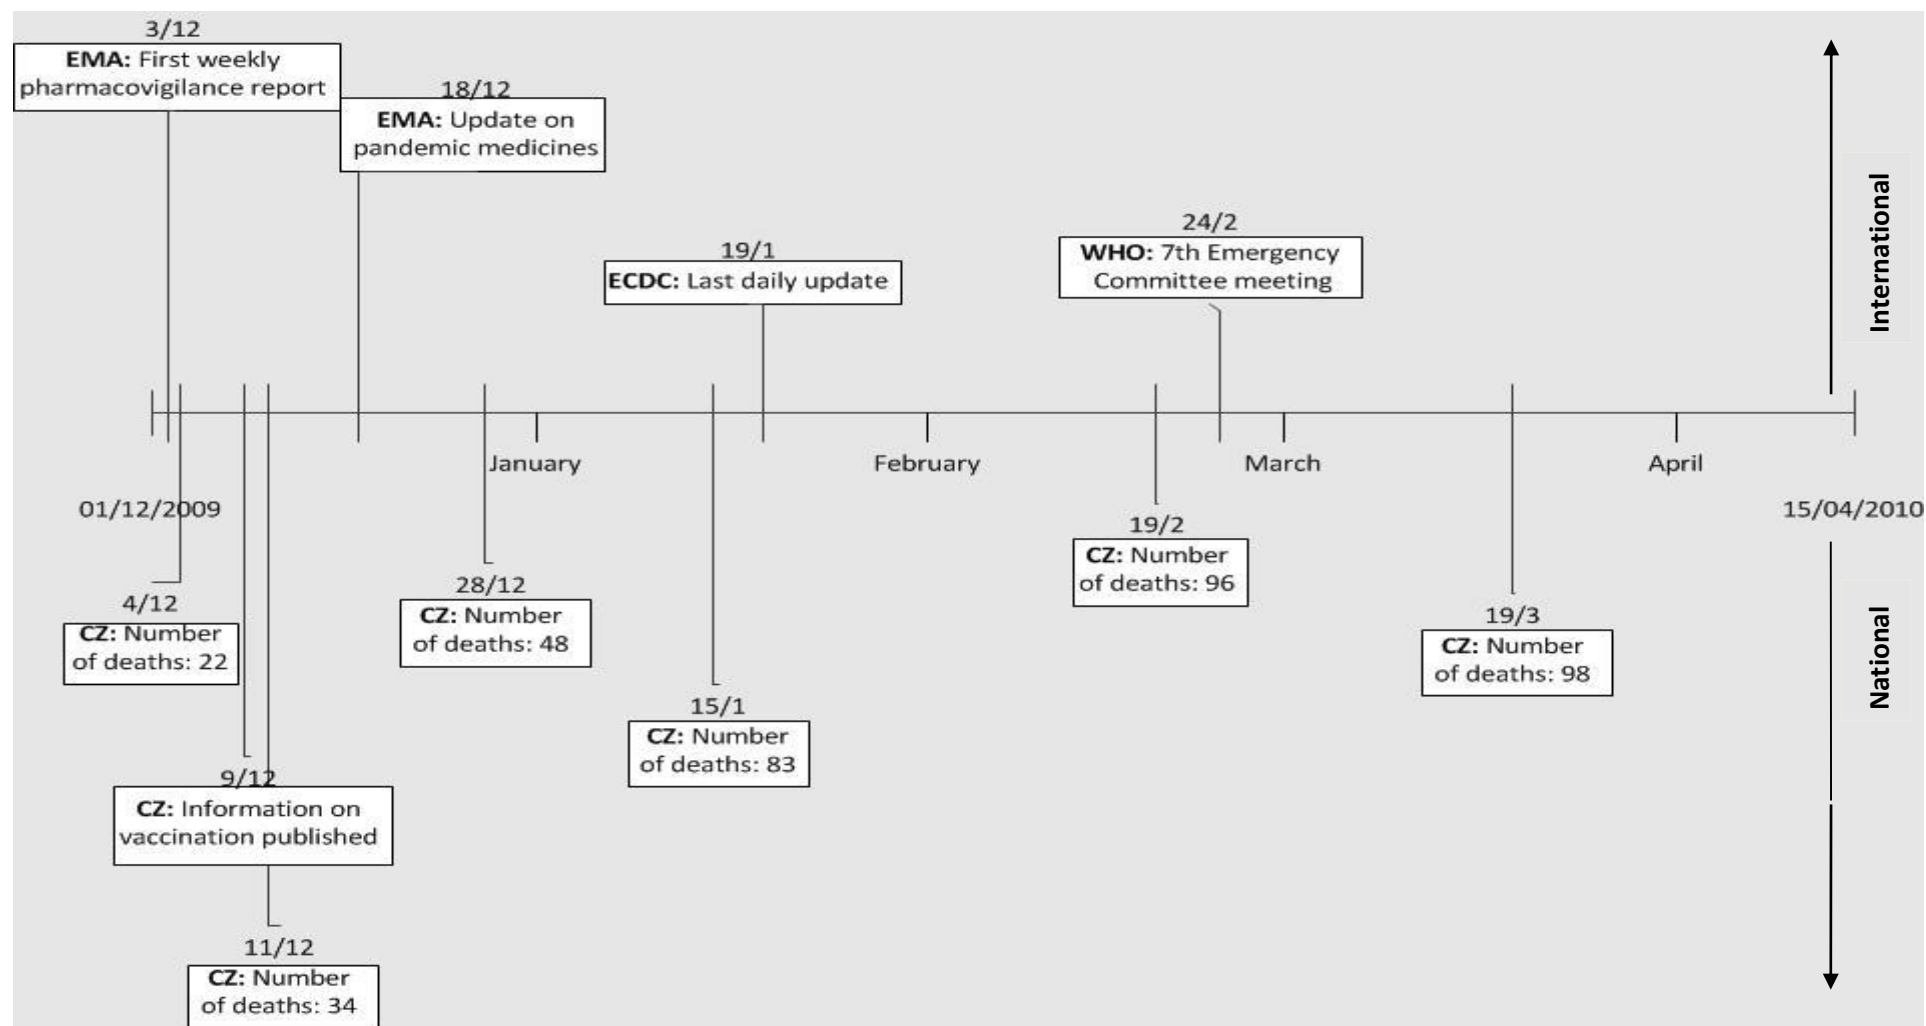 3/12
EMA: First weekly
pharmacovigilance report
18/12
EMA: Update on
pandemic medicines
19/1
ECDC: Last daily update
24/2
WHO: 7th Emergency
Committee meeting
International
January
February
March
April
01/12/2009
15/04/2010
4/12
CZ: Number
of deaths: 22
9/12
CZ: Information on
vaccination published
11/12
CZ: Number
of deaths: 34
28/12
CZ: Number
of deaths: 48
15/1
CZ: Number
of deaths: 83
19/2
CZ: Number
of deaths: 96
19/3
CZ: Number
of deaths: 98
National